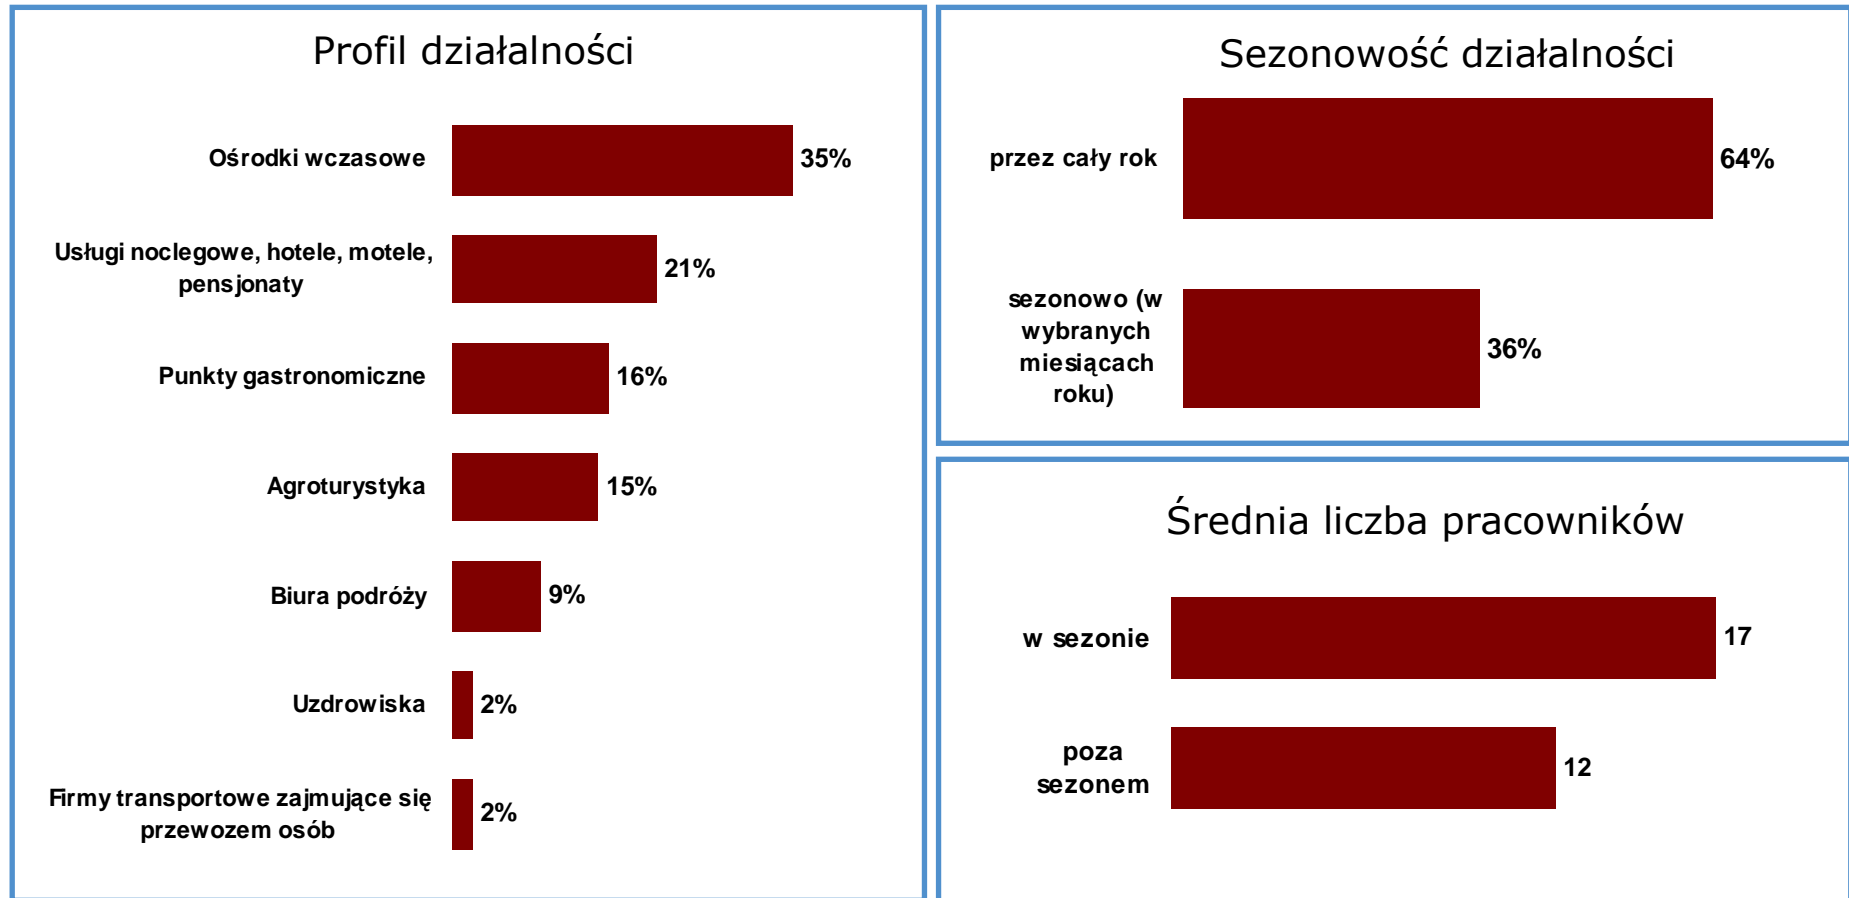 Profil działalności
Ośrodki wczasowe
35%
Usługi noclegowe, hotele, motele,
pensjonaty
21%
Punkty gastronomiczne
16%
Agroturystyka
15%
Biura podróży
9%
Uzdrowiska
2%
Firmy transportowe zajmujące się
przewozem osób
2%
Sezonowość działalności
przez cały rok
64%
sezonowo (w
wybranych
miesiącach
roku)
36%
Średnia liczba pracowników
w sezonie
17
poza
sezonem
12